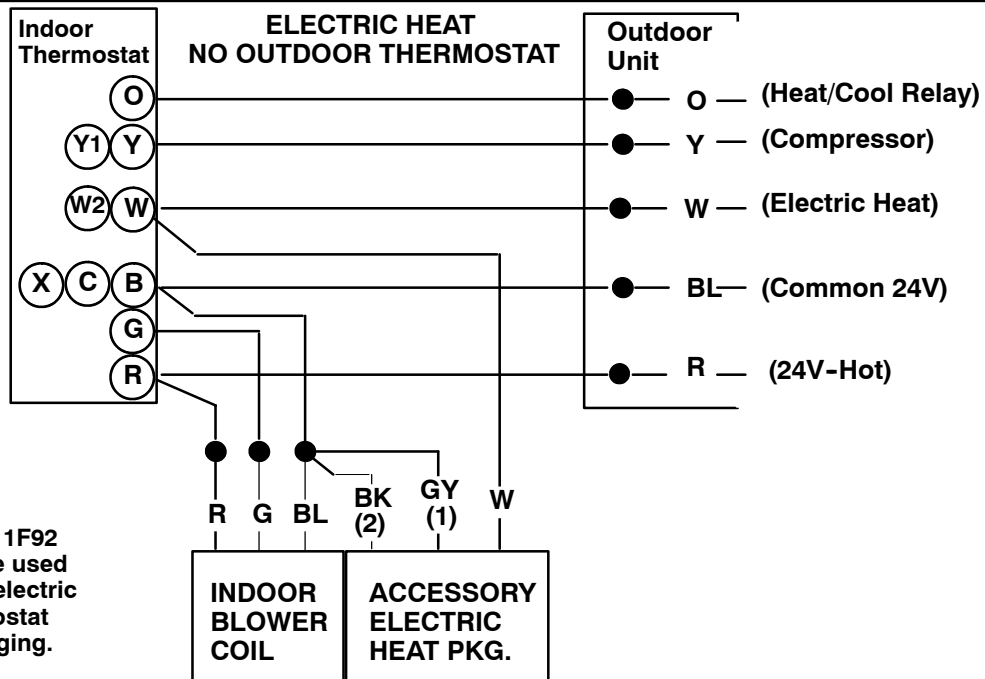 Indoor
Thermostat
ELECTRIC HEAT
NO OUTDOOR THERMOSTAT
Outdoor
Unit
O
O
(Heat/Cool Relay)
Y1
Y
Y
(Compressor)
W2
W
W
(Electric Heat)
X
C
B
BL
(Common 24V)
G
R
R
(24V-Hot)
R
G
BL
BK
(2)
GY
(1)
W
1F92
e used
electric
ostat
ging.
INDOOR
BLOWER
COIL
ACCESSORY
ELECTRIC
HEAT PKG.